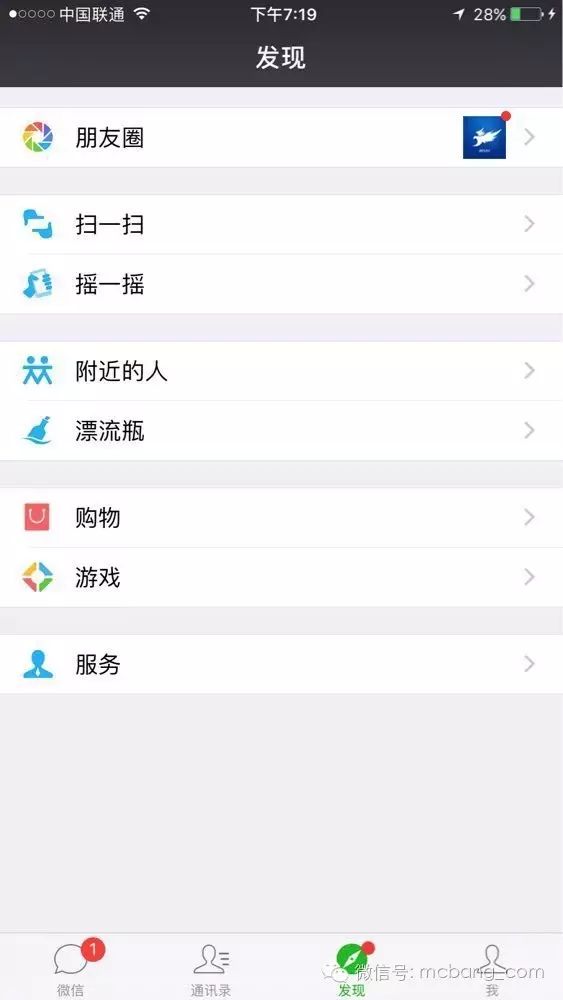 中国联通 下午7:19 28%
发现
朋友圈
扫一扫
摇一摇
附近的人
漂流瓶
购物
游戏
服务
1
微信 通讯录 发现 我
微信号: mcbang_com